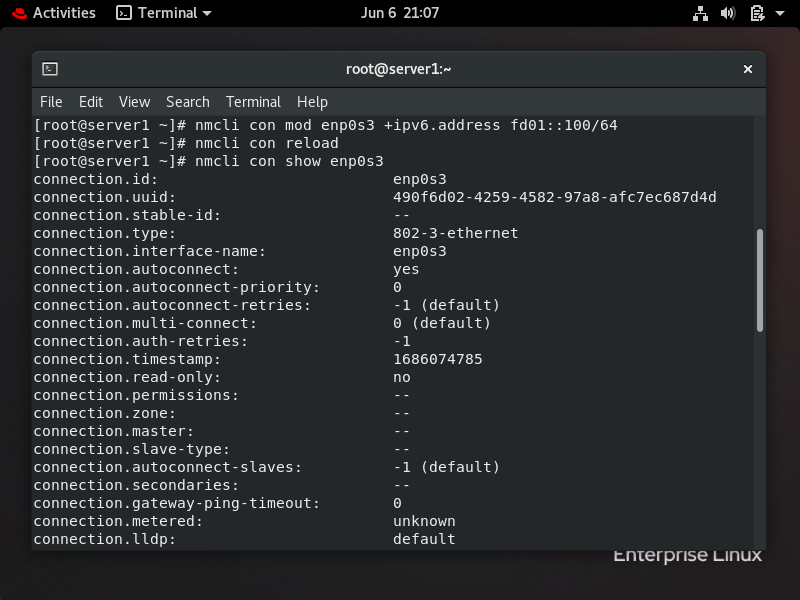 Activities Terminal Jun 6 21:07
root@server1:~
File Edit View Search Terminal Help
[root@server1 ~]# nmcli con mod enp0s3 +ipv6.address fd01::100/64
[root@server1 ~]# nmcli con reload
[root@server1 ~]# nmcli con show enp0s3
connection.id: enp0s3
connection.uuid: 490f6d02-4259-4582-97a8-afc7ec687d4d
connection.stable-id: --
connection.type: 802-3-ethernet
connection.interface-name: enp0s3
connection.autoconnect: yes
connection.autoconnect-priority: 0
connection.autoconnect-retries: -1 (default)
connection.multi-connect: 0 (default)
connection.auth-retries: -1
connection.timestamp: 1686074785
connection.read-only: no
connection.permissions: --
connection.zone: --
connection.master: --
connection.slave-type: --
connection.autoconnect-slaves: -1 (default)
connection.secondaries: --
connection.gateway-ping-timeout: 0
connection.metered: unknown
connection.lldp: default
Enterprise Linux